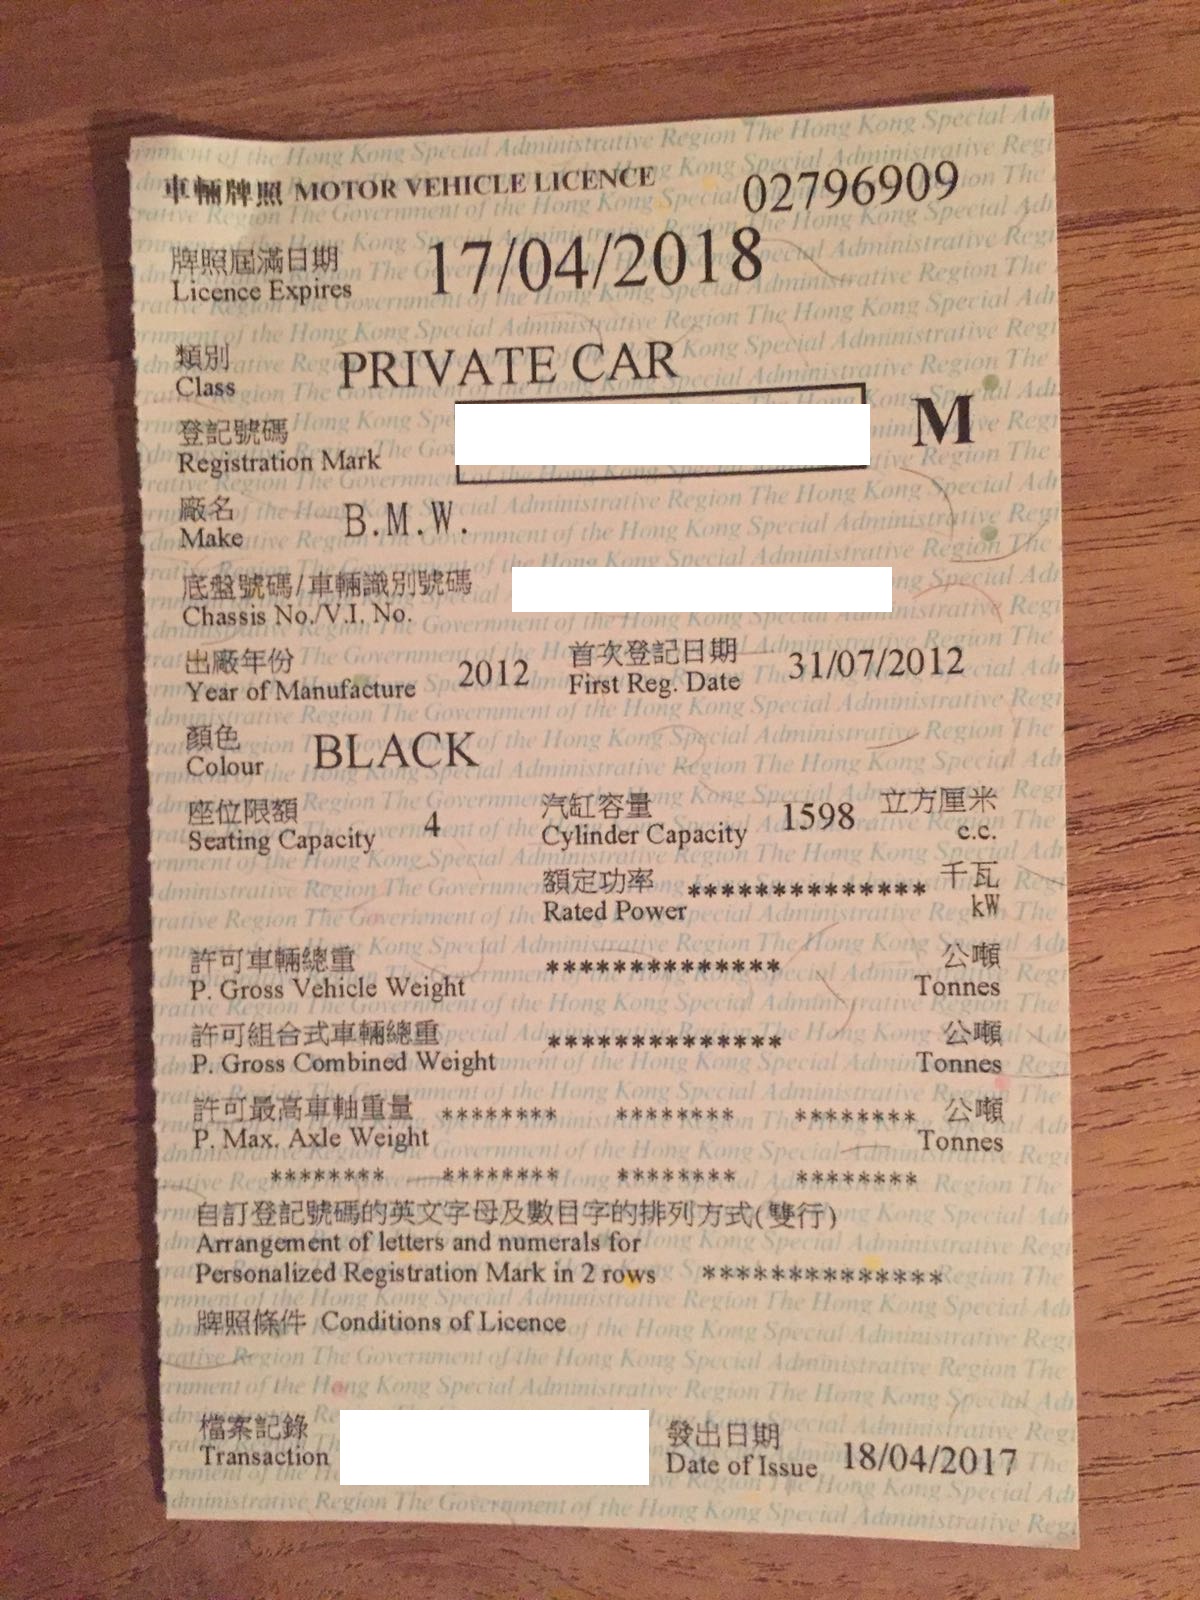 車輛牌照 MOTOR VEHICLE LICENCE 02796909
牌照屆滿日期 17/04/2018
Licence Expires
類別 PRIVATE CAR
Class
登記號碼 M
Registration Mark
廠名 B.M.W.
Make
底盤號碼/車輛識別號碼
Chassis No./V.I. No.
出廠年份 2012 首次登記日期 31/07/2012
Year of Manufacture First Reg. Date
顏色 BLACK
Colour
座位限額 4 汽缸容量 1598 立方厘米
Seating Capacity Cylinder Capacity c.c.
額定功率 ************** 千瓦
Rated Power kW
許可車輛總重 ************** 公噸
P. Gross Vehicle Weight Tonnes
許可組合式車輛總重 ************** 公噸
P. Gross Combined Weight Tonnes
許可最高車軸重量 ******** ******** ******** 公噸
P. Max. Axle Weight Tonnes
******** ******** ******** ********
自訂登記號碼的英文字母及數目字的排列方式(雙行)
Arrangement of letters and numerals for
Personalized Registration Mark in 2 rows **************
牌照條件 Conditions of Licence
檔案記錄 發出日期 18/04/2017
Transaction Date of Issue